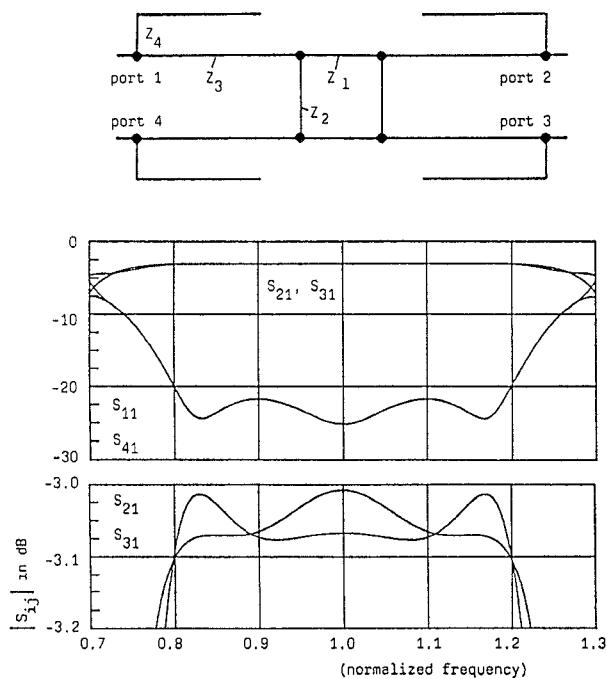 Z4
port 1
Z3
Z1
port 2
port 4
Z2
port 3
0
-10
-20
-30
S21, S31
S11
S41
-3.0
-3.1
-3.2
S21
S31
|Sij| in dB
0.7 0.8 0.9 1.0 1.1 1.2 1.3
(normalized frequency)